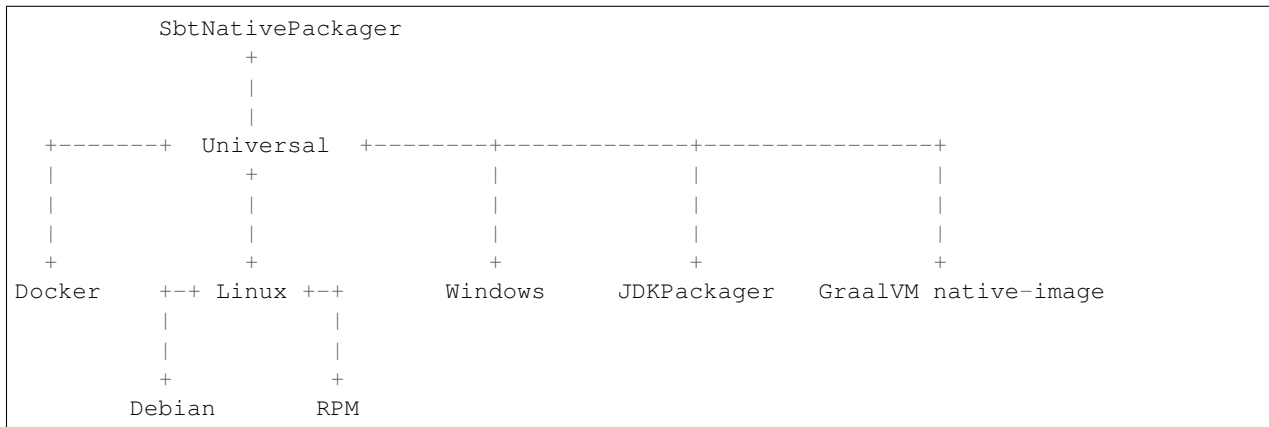 SbtNativePackager
+
|
|
+-------+ Universal +--------+-------------+----------------+
| + | | |
| | | | |
| | | | |
+ + + + +
Docker +-+ Linux +-+ Windows JDKPackager GraalVM native-image
| |
| |
+ +
Debian RPM